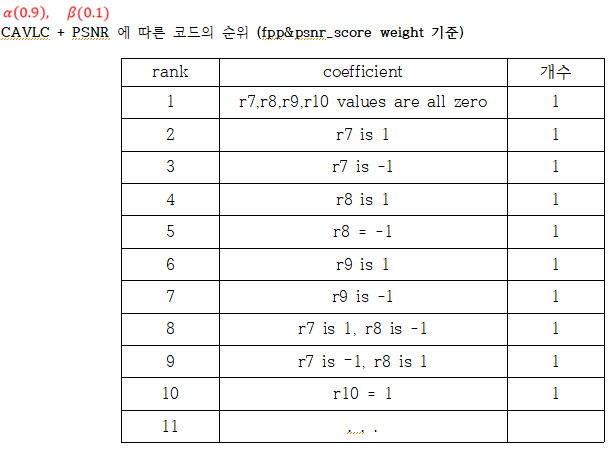 α(0.9), β(0.1)
CAVLC + PSNR 에 따른 코드의 순위 (fpp&psnr_score weight 기준)
rank coefficient 개수
1 r7,r8,r9,r10 values are all zero 1
2 r7 is 1 1
3 r7 is -1 1
4 r8 is 1 1
5 r8 = -1 1
6 r9 is 1 1
7 r9 is -1 1
8 r7 is 1, r8 is -1 1
9 r7 is -1, r8 is 1 1
10 r10 = 1 1
11 ,,, .